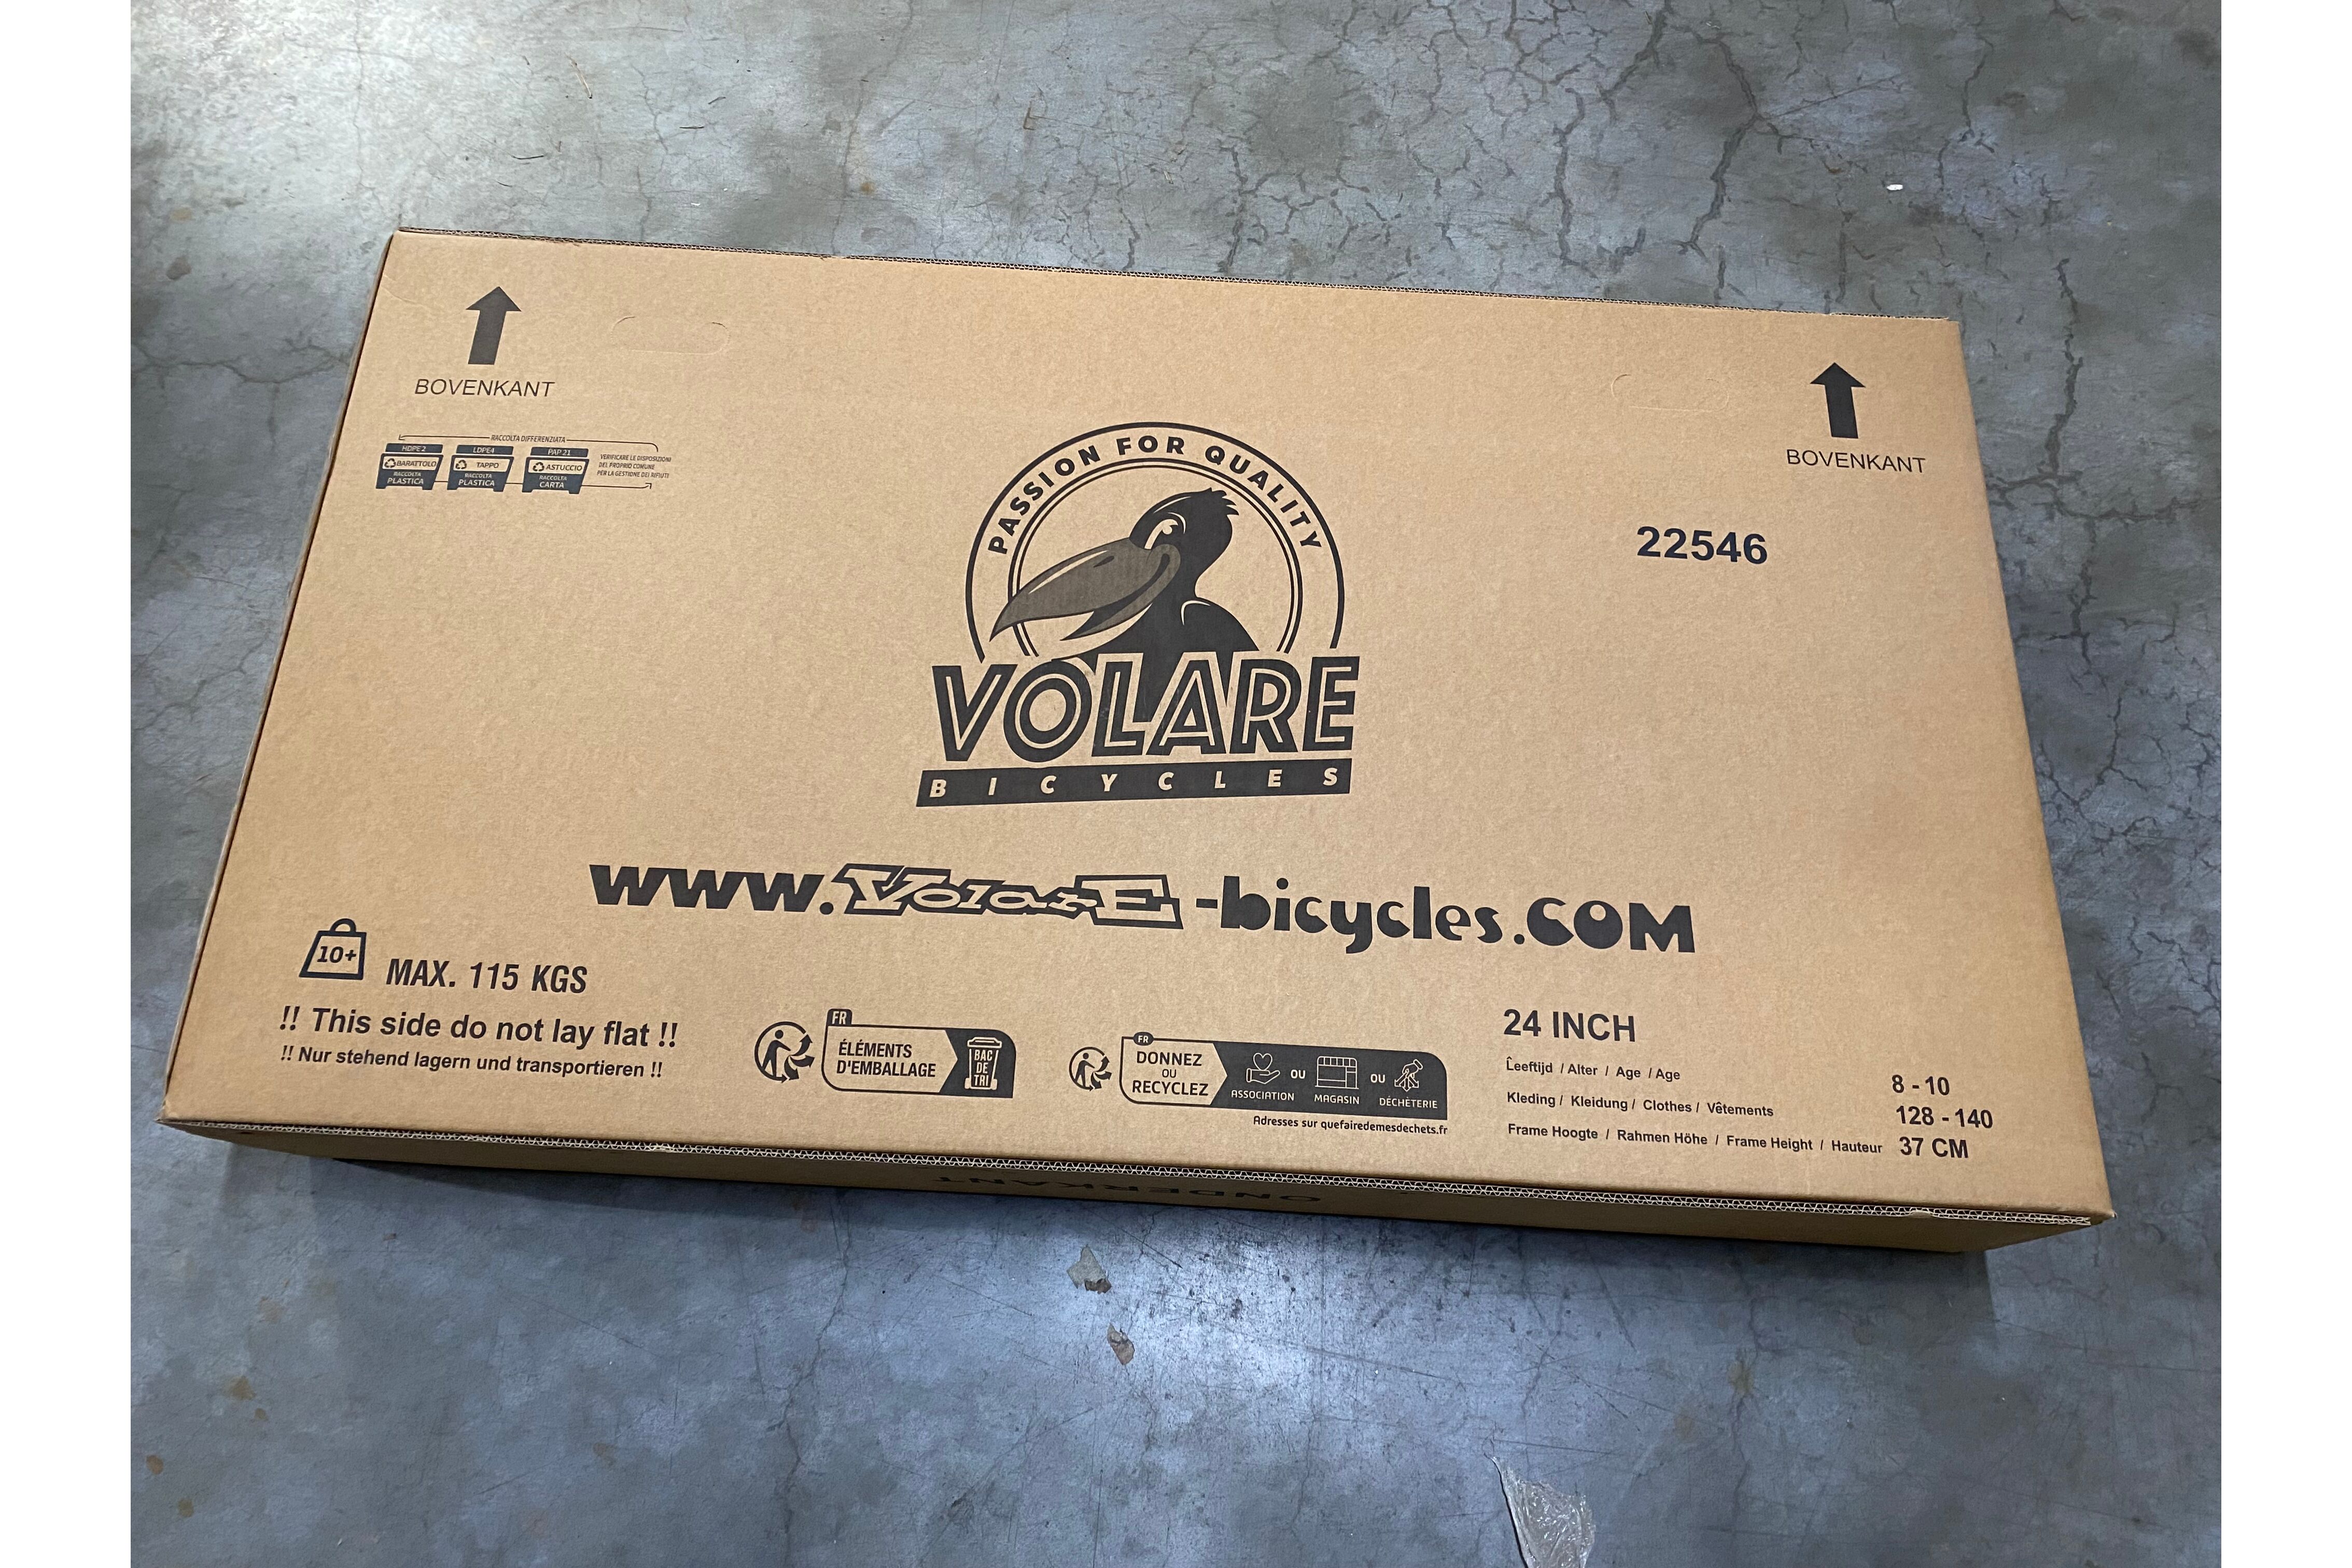 BOVENKANT
BOVENKANT
RACCOLTA DIFFERENZIATA
HDPE 2
BARATTOLO
RACCOLTA
PLASTICA
LDPE4
TAPPO
RACCOLTA
PLASTICA
PAP 21
ASTUCCIO
RACCOLTA
CARTA
VERIFICARE LE DISPOSIZIONI
DEL PROPRIO COMUNE
PER LA GESTIONE DEI RIFIUTI
22546
PASSION FOR QUALITY
VOLARE
BICYCLES
www.VolarE-bicycles.COM
10+
MAX. 115 KGS
!! This side do not lay flat !!
!! Nur stehend lagern und transportieren !!
FR
ÉLÉMENTS
D'EMBALLAGE
BAC
DE
TRI
FR
DONNEZ
OU
RECYCLEZ
ASSOCIATION
OU
MAGASIN
OU
DÉCHÈTERIE
Adresses sur quefairedemesdechets.fr
24 INCH
Leeftijd / Alter / Age / Age 8 - 10
Kleding / Kleidung / Clothes / Vêtements 128 - 140
Frame Hoogte / Rahmen Höhe / Frame Height / Hauteur 37 CM
ONDERKANT